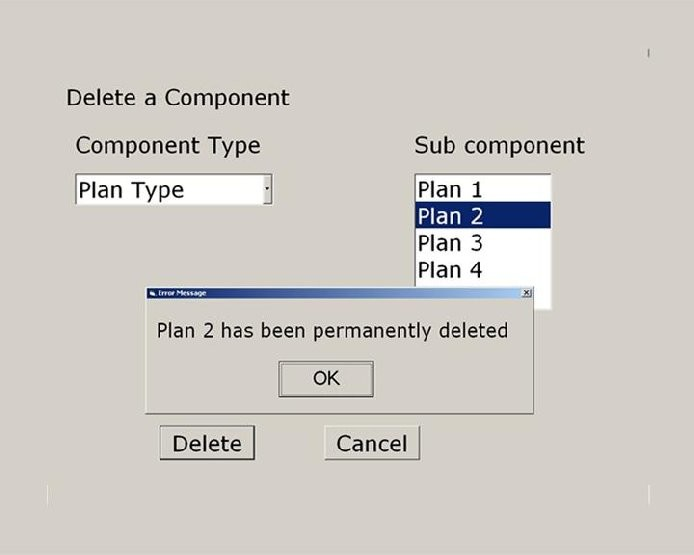 Delete a Component
Component Type
Sub component
Plan Type
Plan 1
Plan 2
Plan 3
Plan 4
Error Message
Plan 2 has been permanently deleted
OK
Delete
Cancel